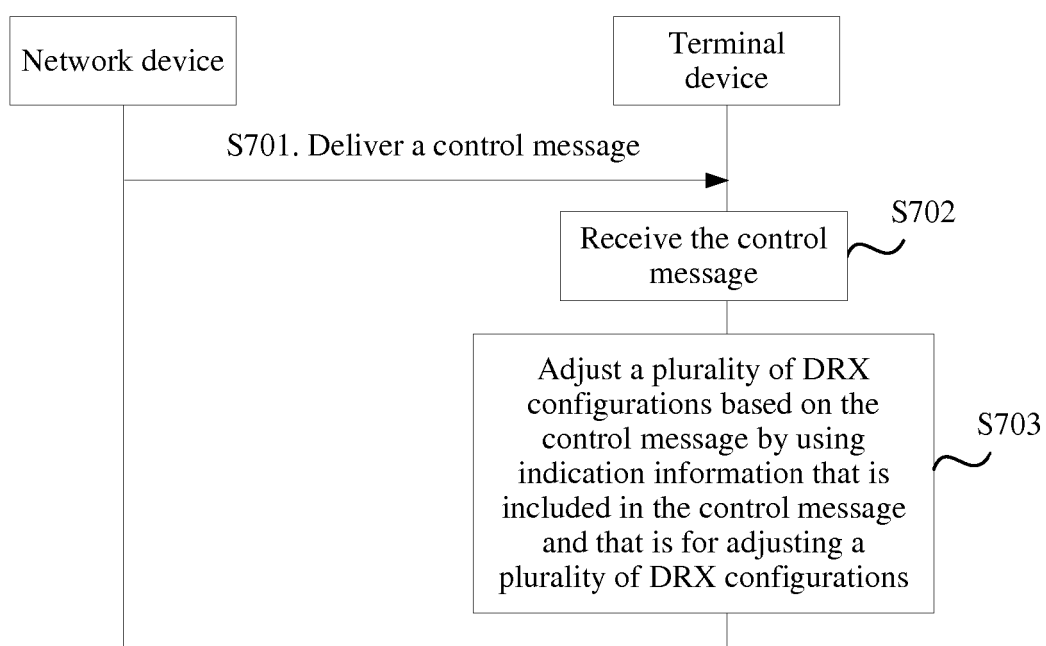 Network device
Terminal
device
S701. Deliver a control message
S702
Receive the control
message
S703
Adjust a plurality of DRX
configurations based on the
control message by using
indication information that is
included in the control message
and that is for adjusting a
plurality of DRX configurations